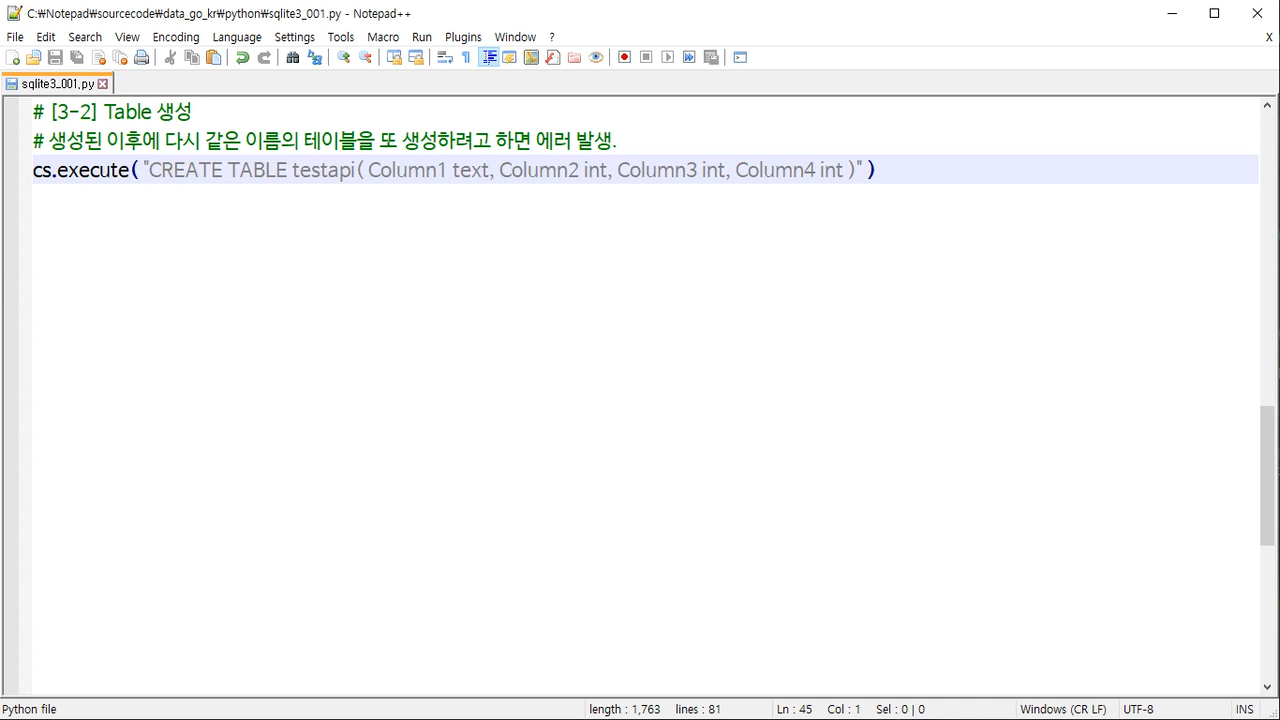 C:₩Notepad₩sourcecode₩data_go_kr₩python₩sqlite3_001.py - Notepad++
File Edit Search View Encoding Language Settings Tools Macro Run Plugins Window ? X
sqlite3_001.py
# [3-2] Table 생성
# 생성된 이후에 다시 같은 이름의 테이블을 또 생성하려고 하면 에러 발생.
cs.execute( "CREATE TABLE testapi( Column1 text, Column2 int, Column3 int, Column4 int )" )
Python file length : 1,763 lines : 81 Ln : 45 Col : 1 Sel : 0 | 0 Windows (CR LF) UTF-8 INS